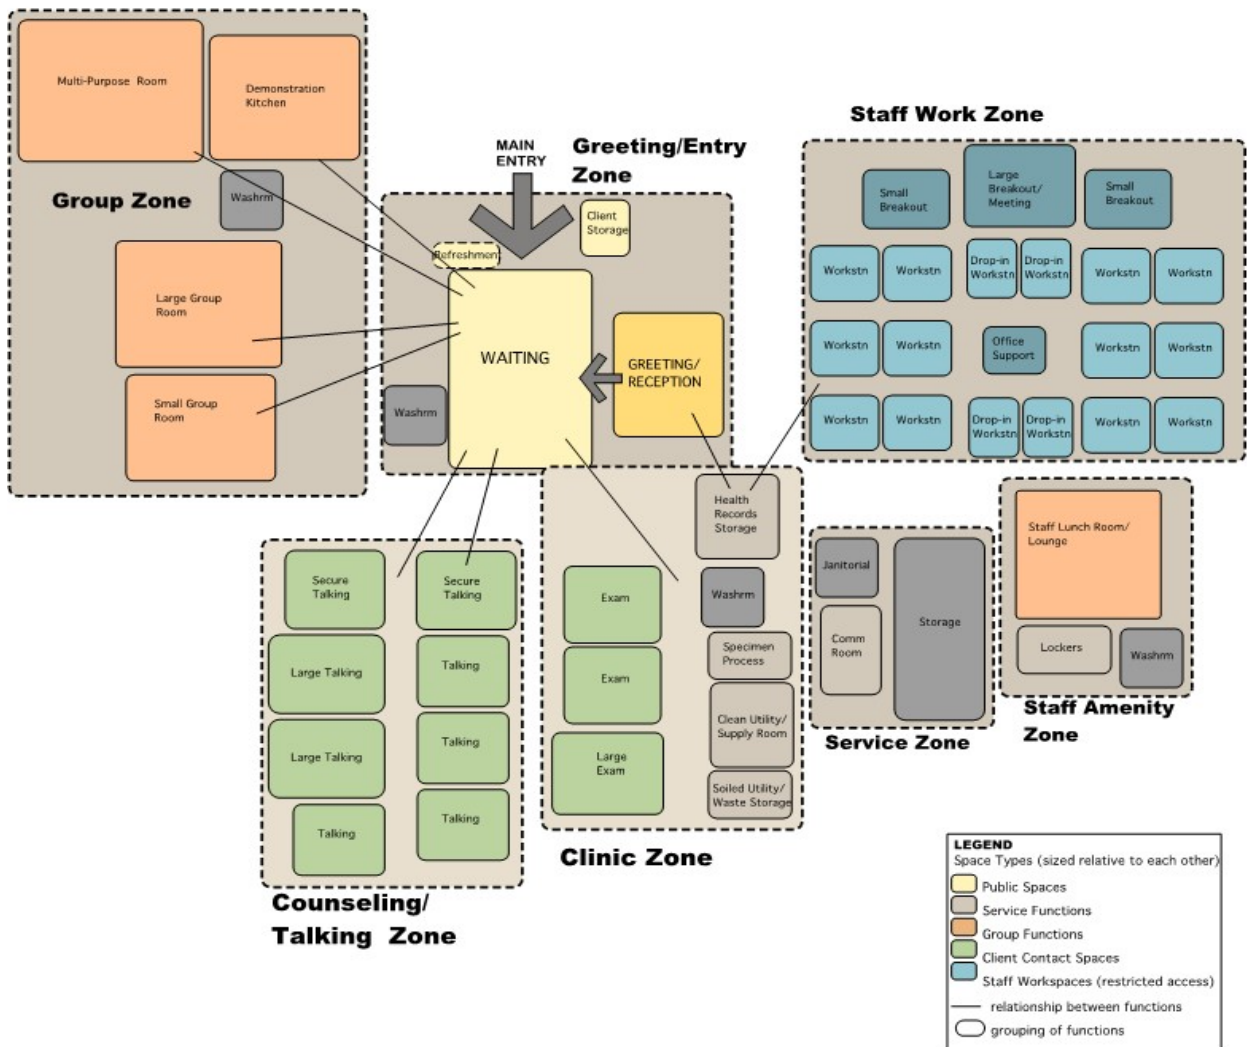 Multi-Purpose Room
Demonstration
Kitchen
Group Zone
Washrm
Large Group
Room
Small Group
Room
MAIN
ENTRY
Greeting/Entry
Zone
Client
Storage
Refreshment
WAITING
GREETING/
RECEPTION
Washrm
Staff Work Zone
Small
Breakout
Large
Breakout/
Meeting
Small
Breakout
Workstn
Workstn
Drop-in
Workstn
Drop-in
Workstn
Workstn
Workstn
Workstn
Workstn
Office
Support
Workstn
Workstn
Workstn
Workstn
Drop-in
Workstn
Drop-in
Workstn
Workstn
Workstn
Secure
Talking
Secure
Talking
Large Talking
Talking
Large Talking
Talking
Talking
Talking
Counseling/
Talking Zone
Health
Records
Storage
Exam
Washrm
Exam
Specimen
Process
Clean Utility/
Supply Room
Large
Exam
Soiled Utility/
Waste Storage
Clinic Zone
Janitorial
Comm
Room
Storage
Service Zone
Staff Lunch Room/
Lounge
Lockers
Washrm
Staff Amenity
Zone
LEGEND
Space Types (sized relative to each other)
Public Spaces
Service Functions
Group Functions
Client Contact Spaces
Staff Workspaces (restricted access)
relationship between functions
grouping of functions